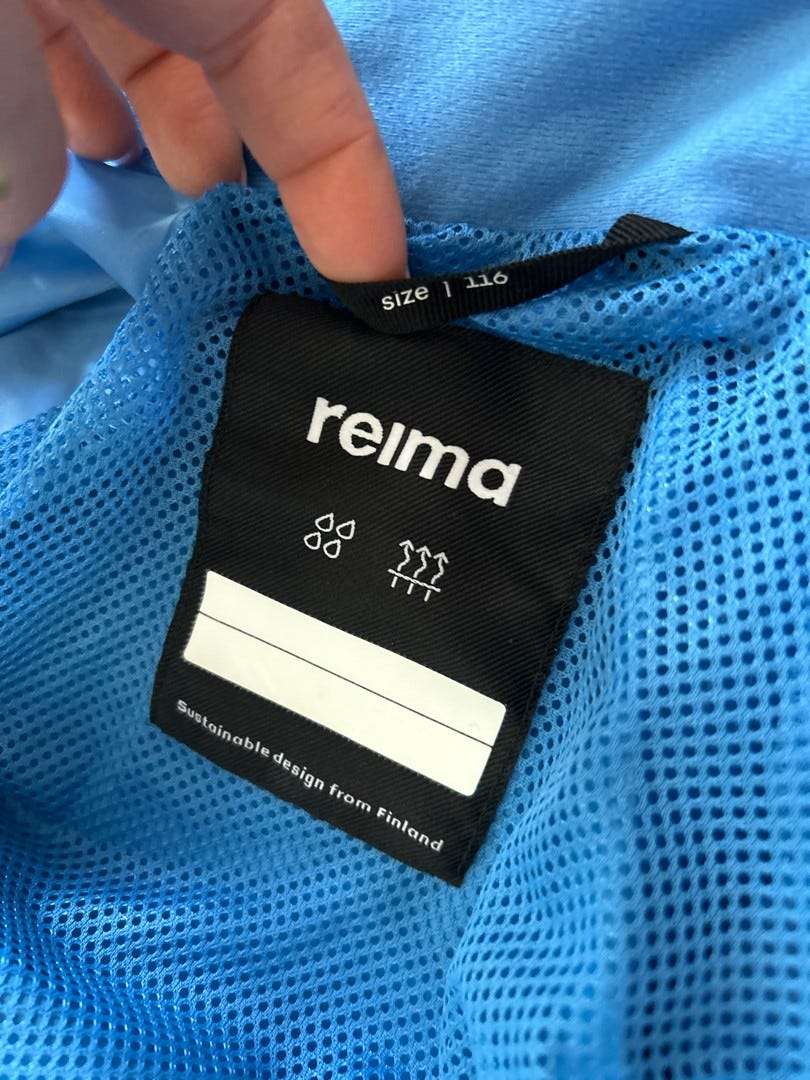 size | 116
reima
Sustainable design from Finland